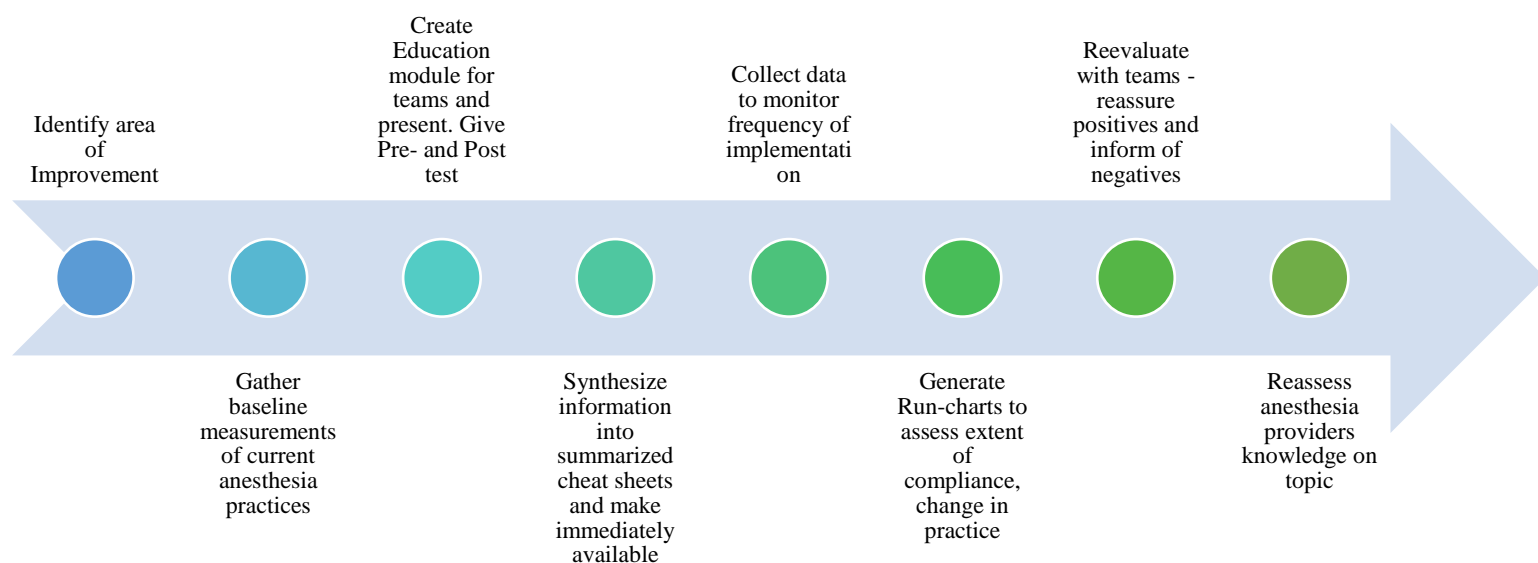 Identify area
of
Improvement
Gather
baseline
measurements
of current
anesthesia
practices
Create
Education
module for
teams and
present. Give
Pre- and Post
test
Synthesize
information
into
summarized
cheat sheets
and make
immediately
available
Collect data
to monitor
frequency of
implementati
on
Generate
Run-charts to
assess extent
of
compliance,
change in
practice
Reevaluate
with teams -
reassure
positives and
inform of
negatives
Reassess
anesthesia
providers
knowledge on
topic